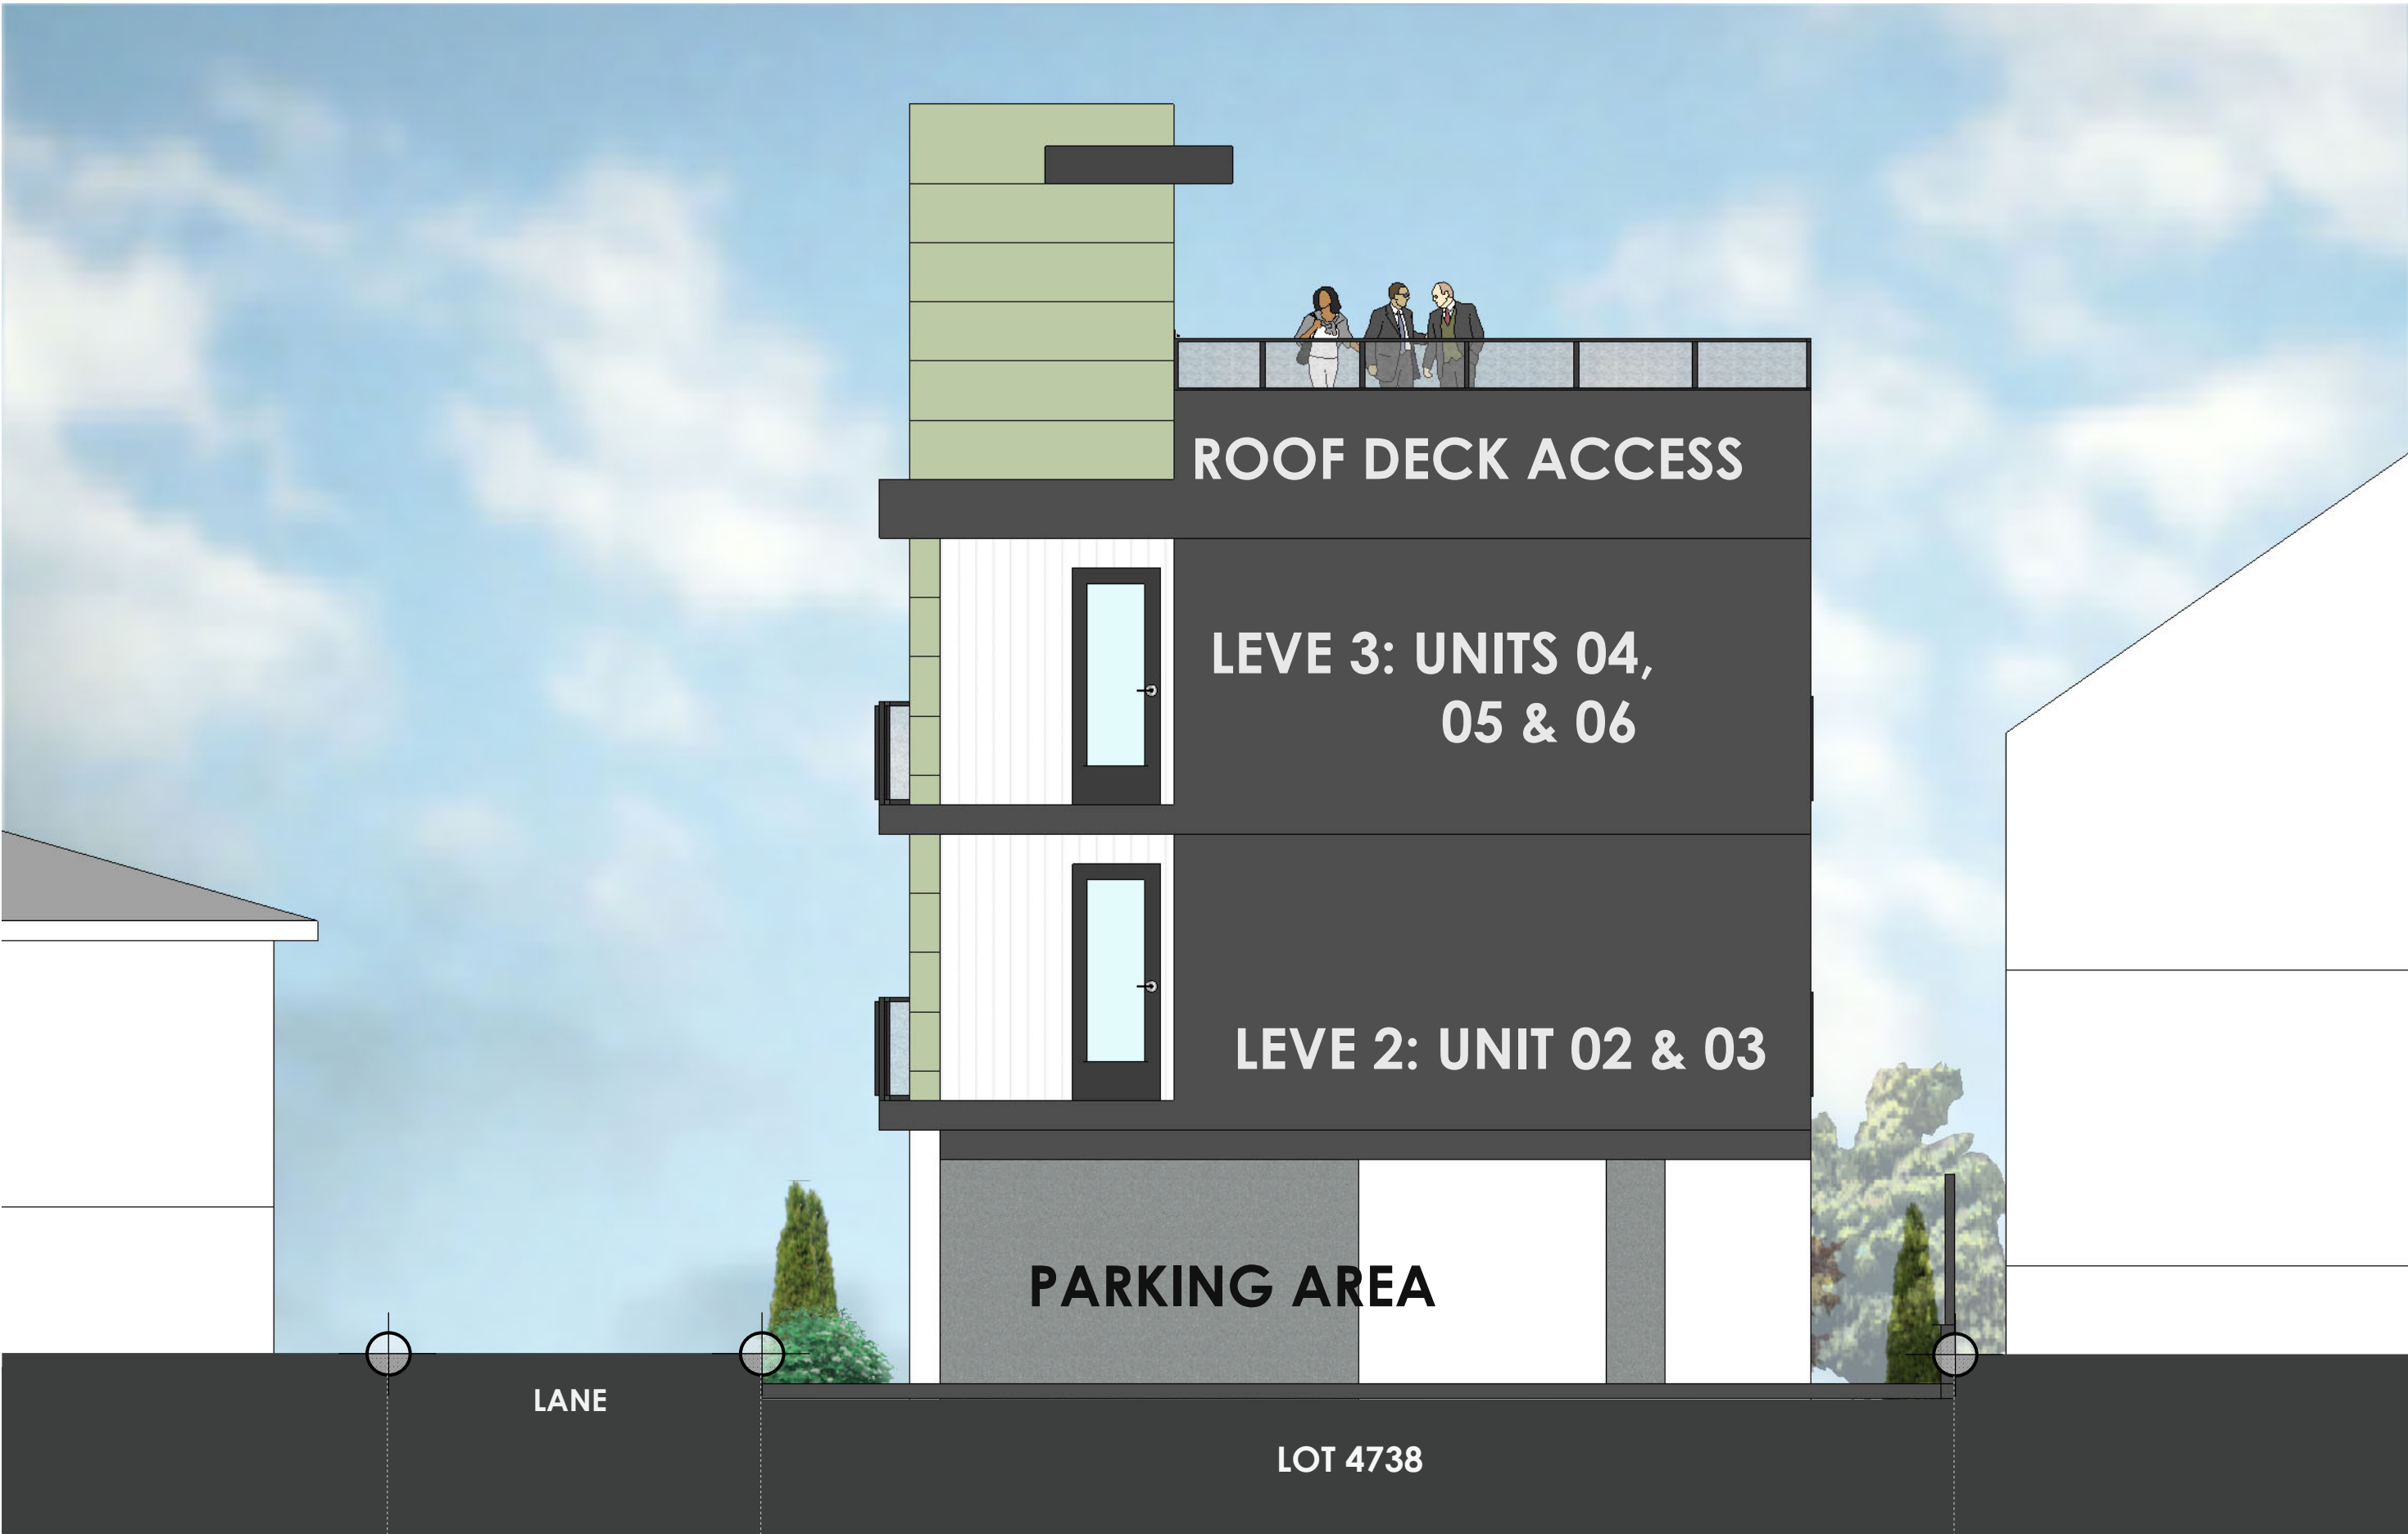 ROOF DECK ACCESS
LEVE 3: UNITS 04,
05 & 06
LEVE 2: UNIT 02 & 03
PARKING AREA
LANE
LOT 4738